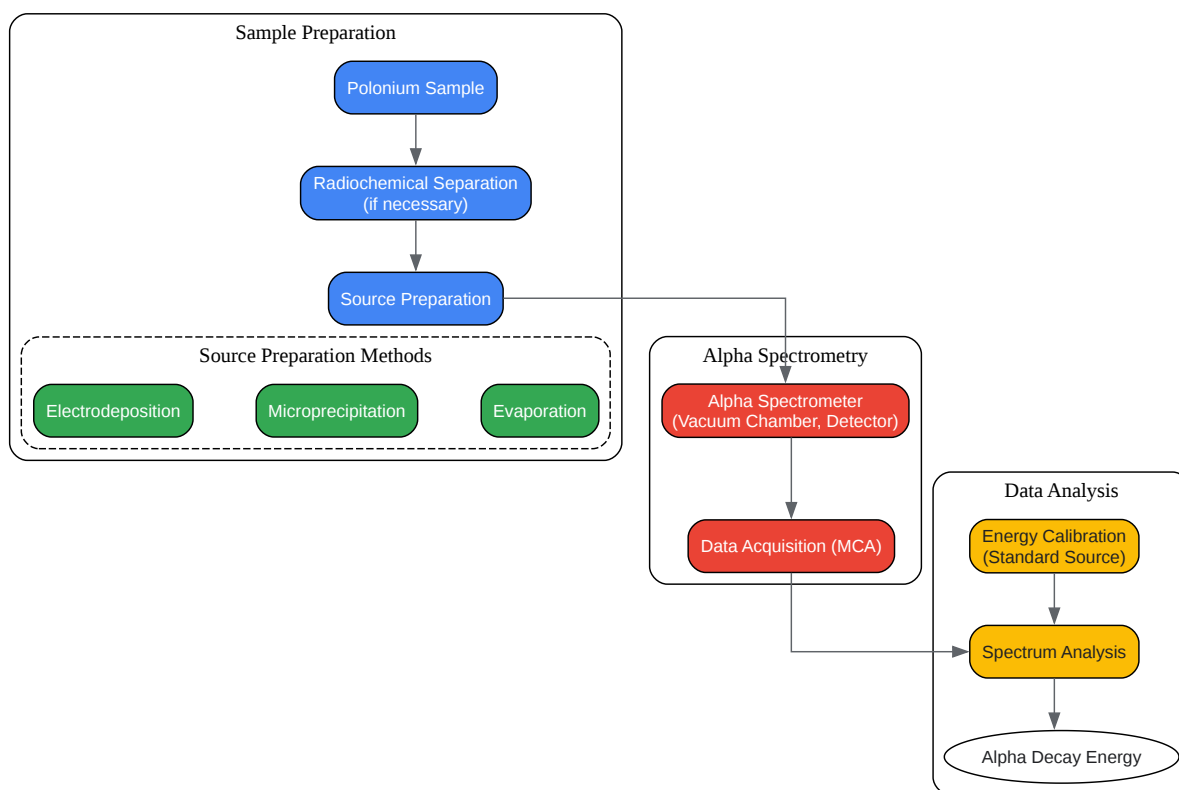 Sample Preparation
Polonium Sample
Radiochemical Separation
(if necessary)
Source Preparation
Source Preparation Methods
Electrodeposition
Microprecipitation
Evaporation
Alpha Spectrometry
Alpha Spectrometer
(Vacuum Chamber, Detector)
Data Acquisition (MCA)
Data Analysis
Energy Calibration
(Standard Source)
Spectrum Analysis
Alpha Decay Energy